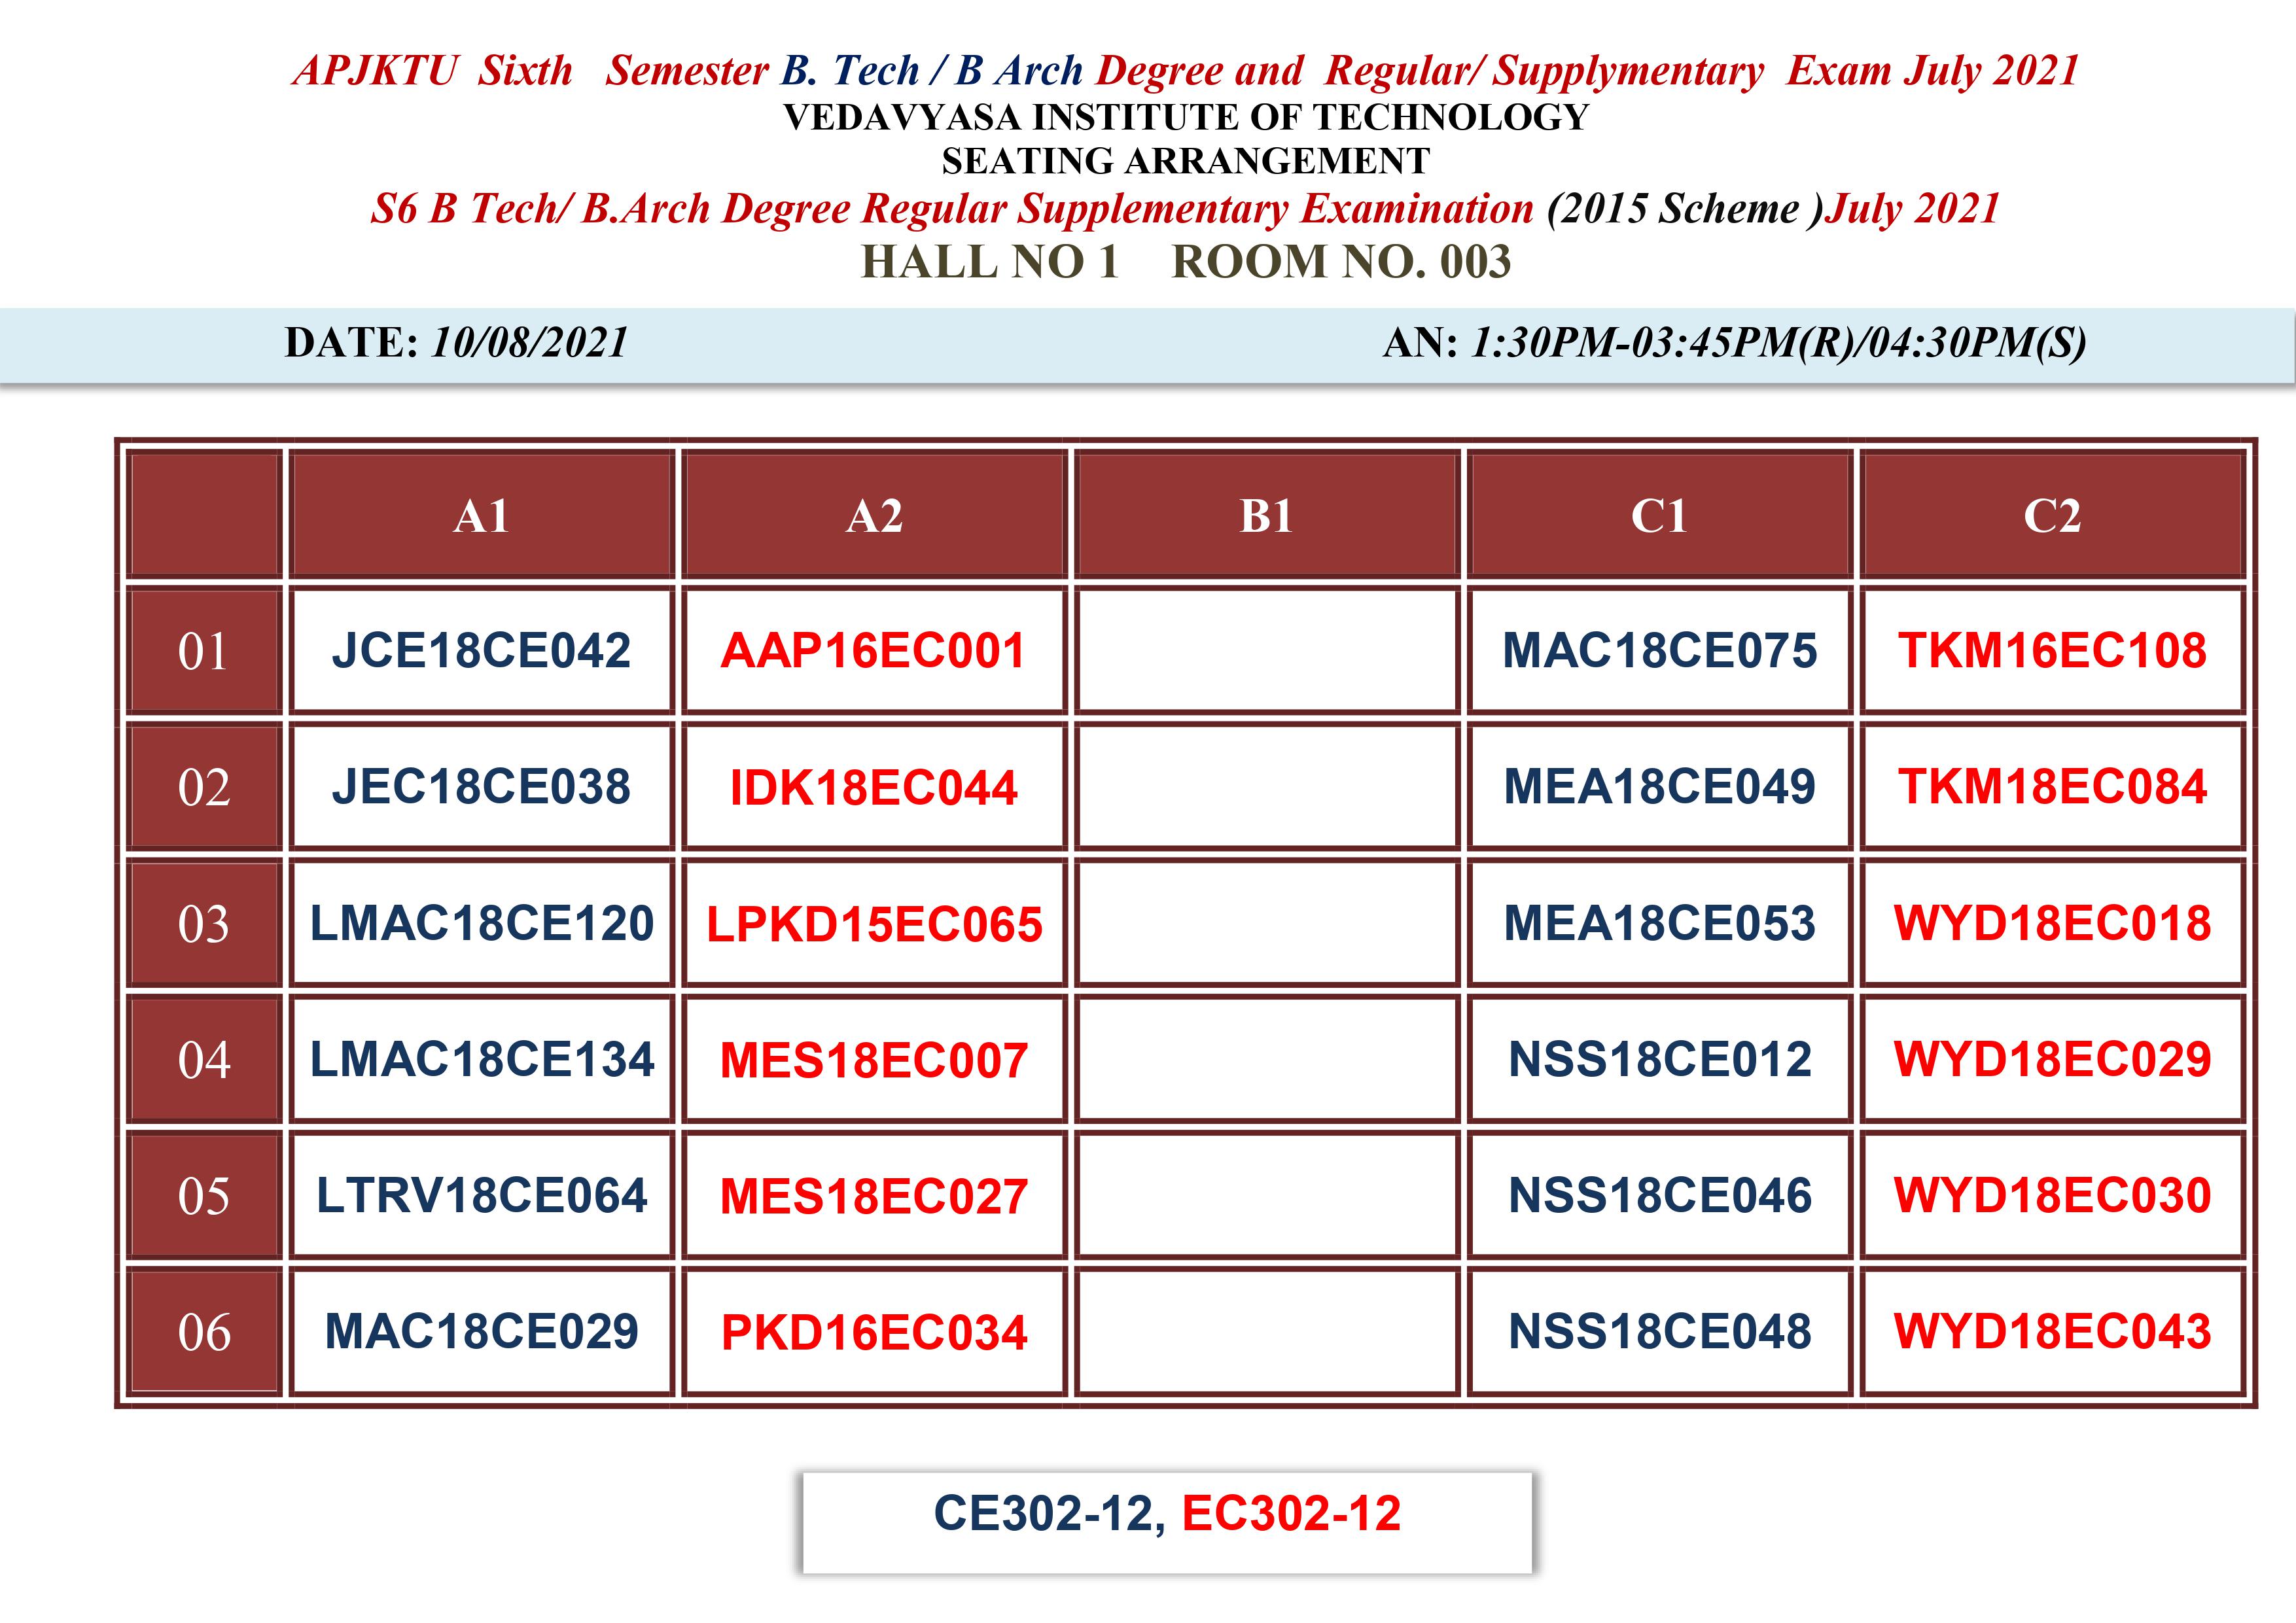 APJKTU Sixth Semester B. Tech / B Arch Degree and Regular/ Supplymentary Exam July 2021
VEDAVYASA INSTITUTE OF TECHNOLOGY
SEATING ARRANGEMENT
S6 B Tech/ B.Arch Degree Regular Supplementary Examination (2015 Scheme )July 2021
HALL NO 1 ROOM NO. 003
DATE: 10/08/2021 AN: 1:30PM-03:45PM(R)/04:30PM(S)
A1 A2 B1 C1 C2
01 JCE18CE042 AAP16EC001 MAC18CE075 TKM16EC108
02 JEC18CE038 IDK18EC044 MEA18CE049 TKM18EC084
03 LMAC18CE120 LPKD15EC065 MEA18CE053 WYD18EC018
04 LMAC18CE134 MES18EC007 NSS18CE012 WYD18EC029
05 LTRV18CE064 MES18EC027 NSS18CE046 WYD18EC030
06 MAC18CE029 PKD16EC034 NSS18CE048 WYD18EC043
CE302-12, EC302-12